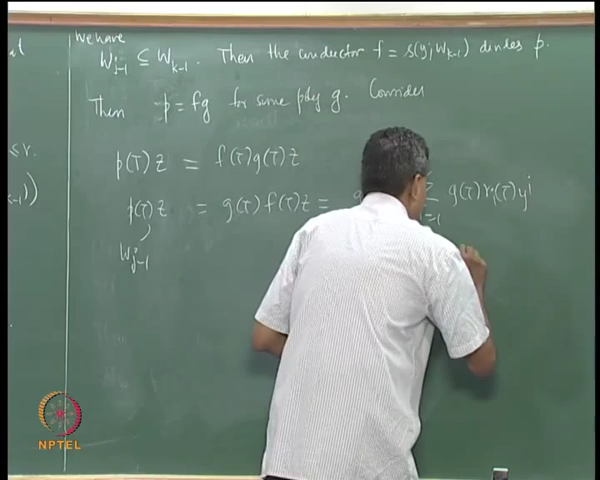 at
≤ r.
))
We have
W_{j-1} ⊆ W_{k-1}. Then the conductor f = s(y; W_{k-1}) divides p.
Then p = fg for some poly g. Consider
p(T)z = f(T)g(T)z
p(T)z = g(T)f(T)z = g(T)r_i(T)y^i
W_{j-1}
NPTEL